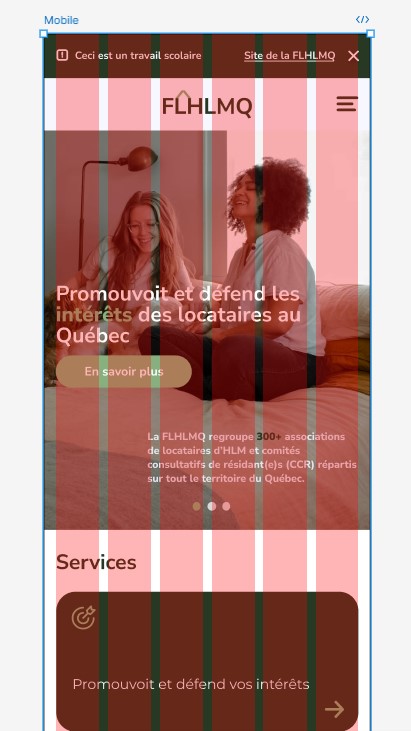 Mobile
Ceci est un travail scolaire
Site de la FLHLMQ
FLHLMQ
Promouvoit et défend les
intérêts des locataires au
Québec
En savoir plus
La FLHLMQ regroupe 300+ associations
de locataires d'HLM et comités
consultatifs de résidant(e)s (CCR) répartis
sur tout le territoire du Québec.
Services
Promouvoit et défend vos intérêts